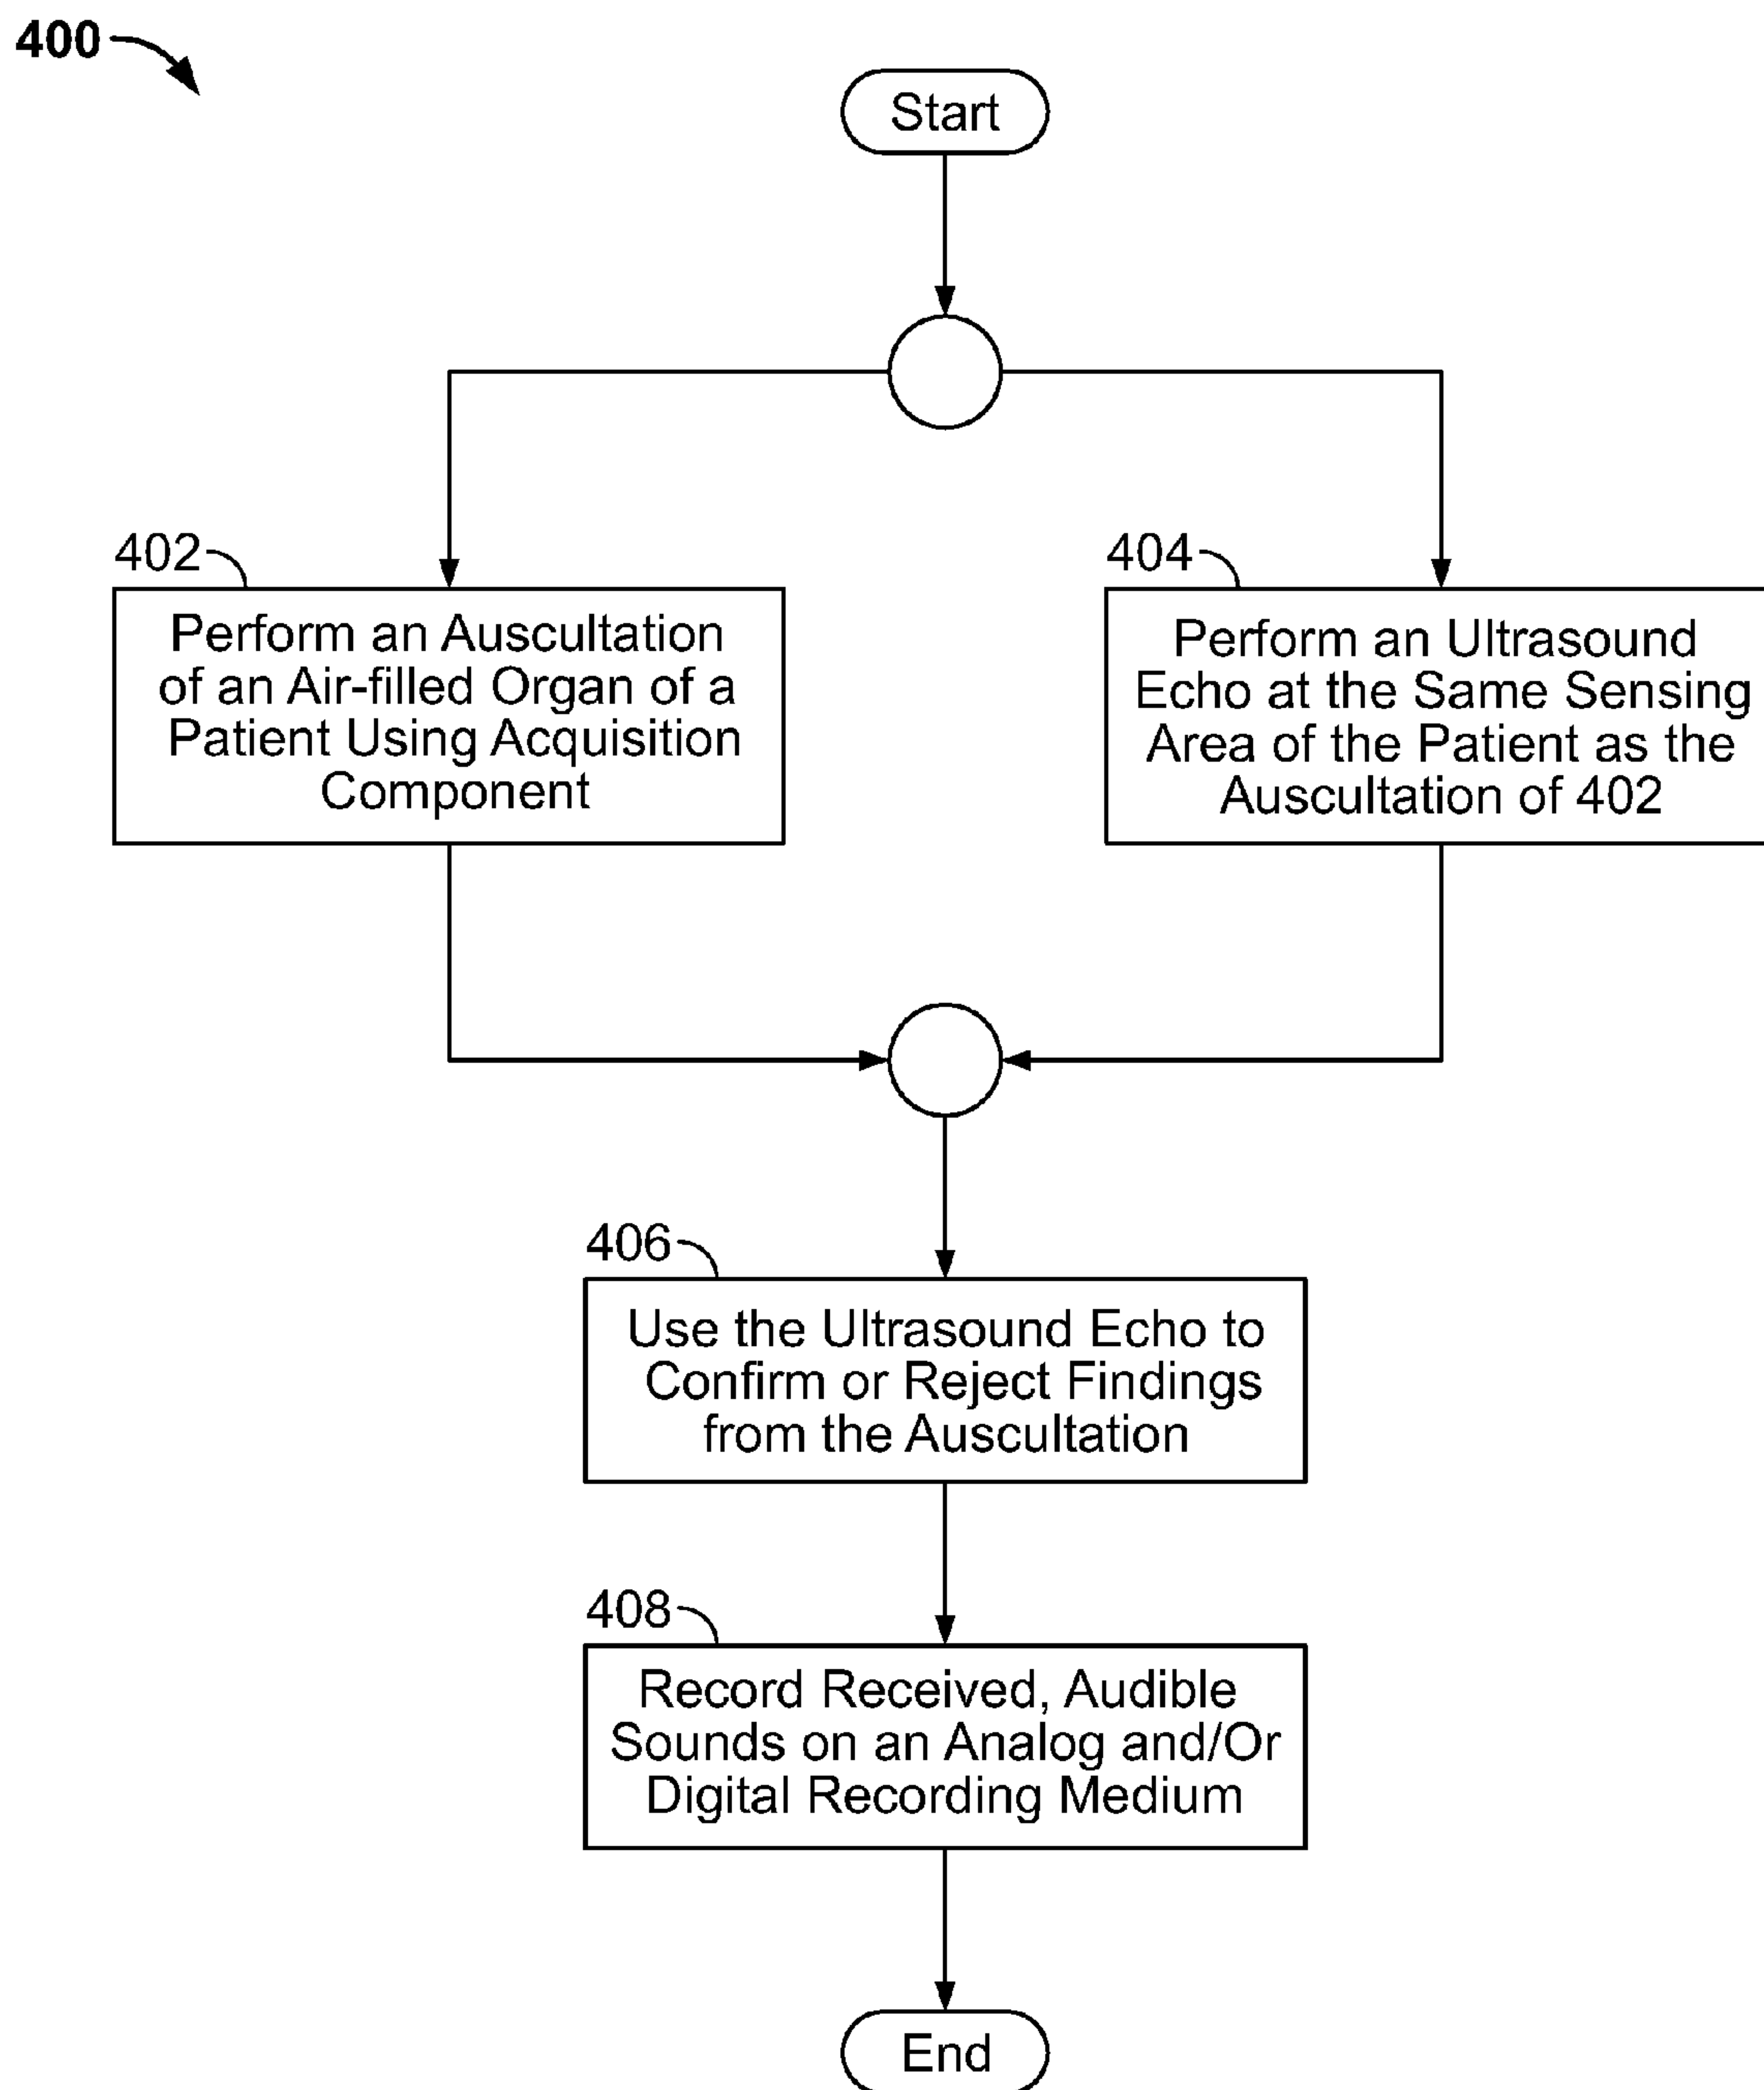 400
Start
402
Perform an Auscultation
of an Air-filled Organ of a
Patient Using Acquisition
Component
404
Perform an Ultrasound
Echo at the Same Sensing
Area of the Patient as the
Auscultation of 402
406
Use the Ultrasound Echo to
Confirm or Reject Findings
from the Auscultation
408
Record Received, Audible
Sounds on an Analog and/Or
Digital Recording Medium
End